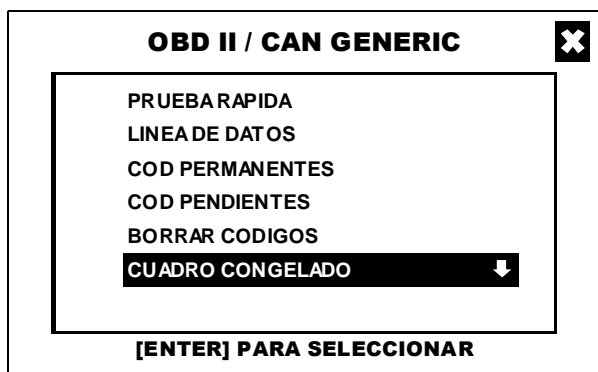 OBD II / CAN GENERIC
PRUEBA RAPIDA
LINEA DE DATOS
COD PERMANENTES
COD PENDIENTES
BORRAR CODIGOS
CUADRO CONGELADO
[ENTER] PARA SELECCIONAR